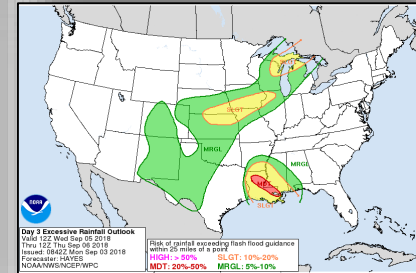 SLGT
MRGL
MRGL
SLGT
noaa
Day 3 Excessive Rainfall Outlook
Valid 12Z Wed Sep 05 2018
Thru 12Z Thu Sep 06 2018
Issued: 0842Z Mon Sep 03 2018
Forecaster: HAYES
NOAA/NWS/NCEP/WPC
Risk of rainfall exceeding flash flood guidance
within 25 miles of a point
HIGH: > 50% SLGT: 10%-20%
MDT: 20%-50% MRGL: 5%-10%